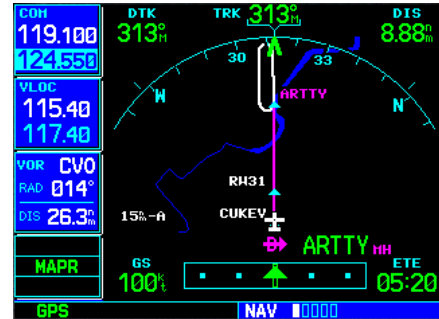 COM DTK TRK 313°M DIS
119.100 313°M 8.88nm
124.550
30 33
VLOC
115.40 W ARTTY N
117.40
VOR CVO
RAD 014° RW31
DIS 26.3nm 15nm-A CUKEV
D ARTTY MH
MAPR GS ETE
100kt 05:20
GPS NAV